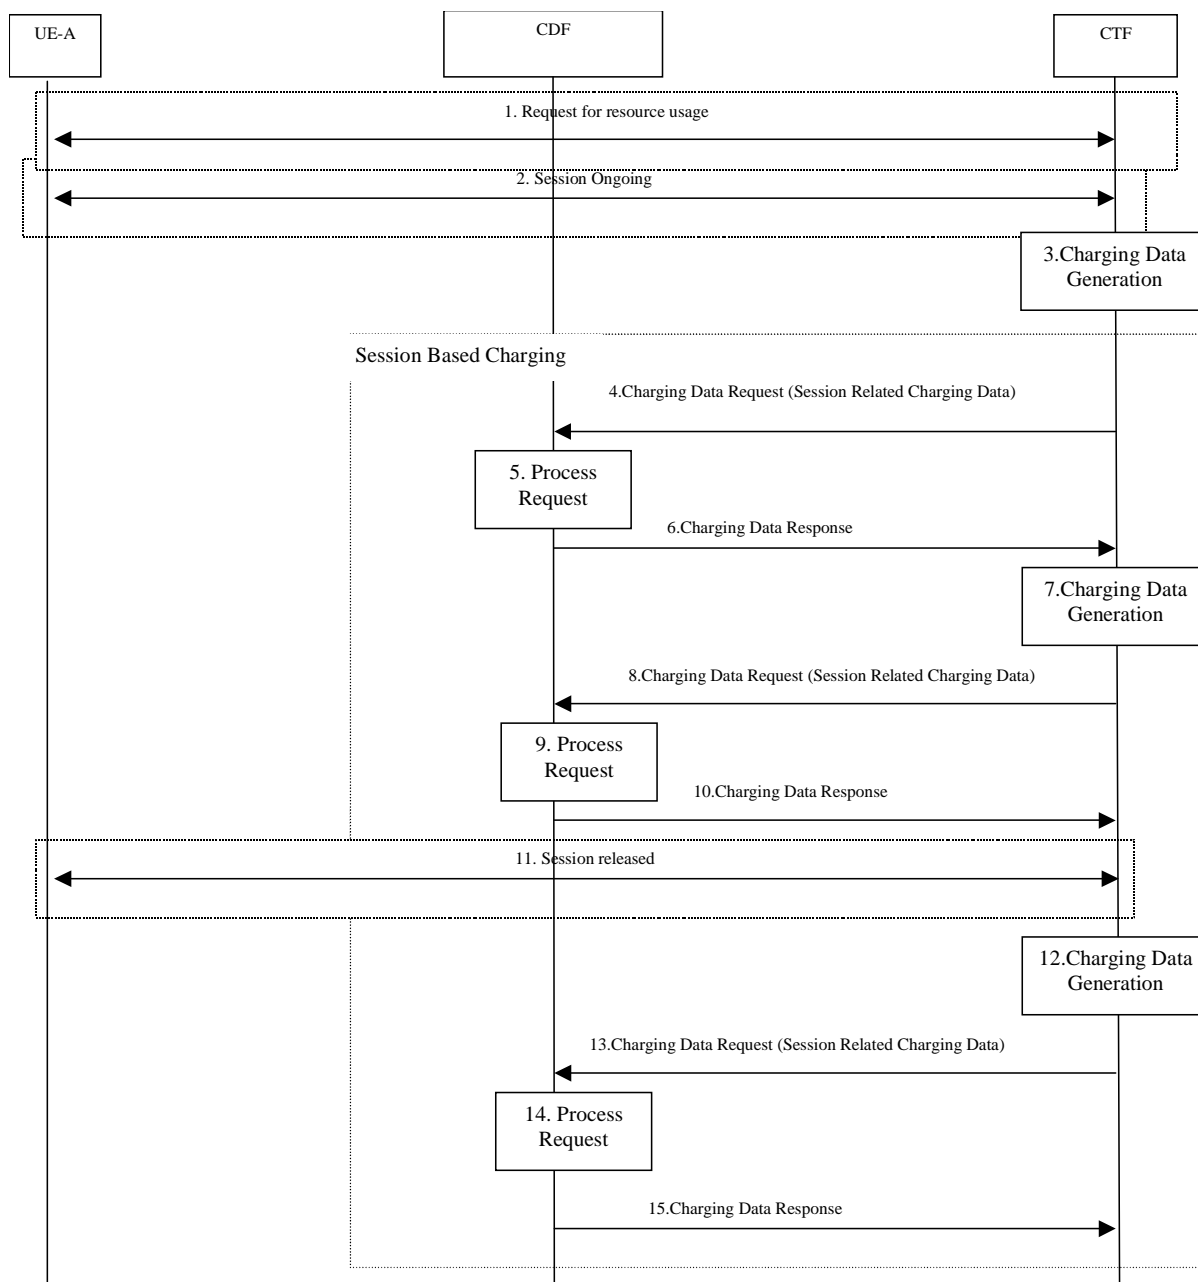 UE-A
CDF
CTF
1. Request for resource usage
2. Session Ongoing
3.Charging Data
Generation
Session Based Charging
4.Charging Data Request (Session Related Charging Data)
5. Process
Request
6.Charging Data Response
7.Charging Data
Generation
8.Charging Data Request (Session Related Charging Data)
9. Process
Request
10.Charging Data Response
11. Session released
12.Charging Data
Generation
13.Charging Data Request (Session Related Charging Data)
14. Process
Request
15.Charging Data Response